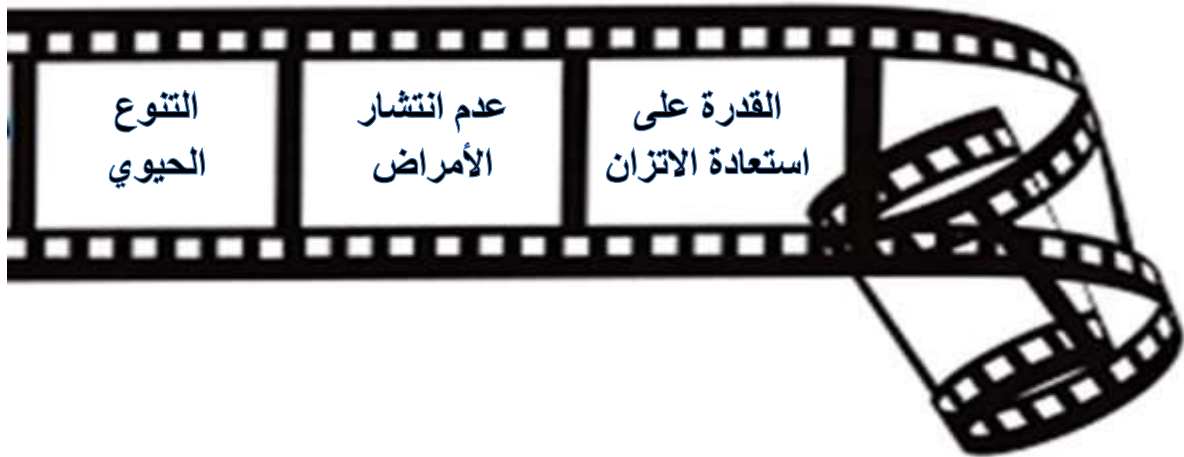 القدرة على
استعادة الاتزان
عدم انتشار
الأمراض
التنوع
الحيوي